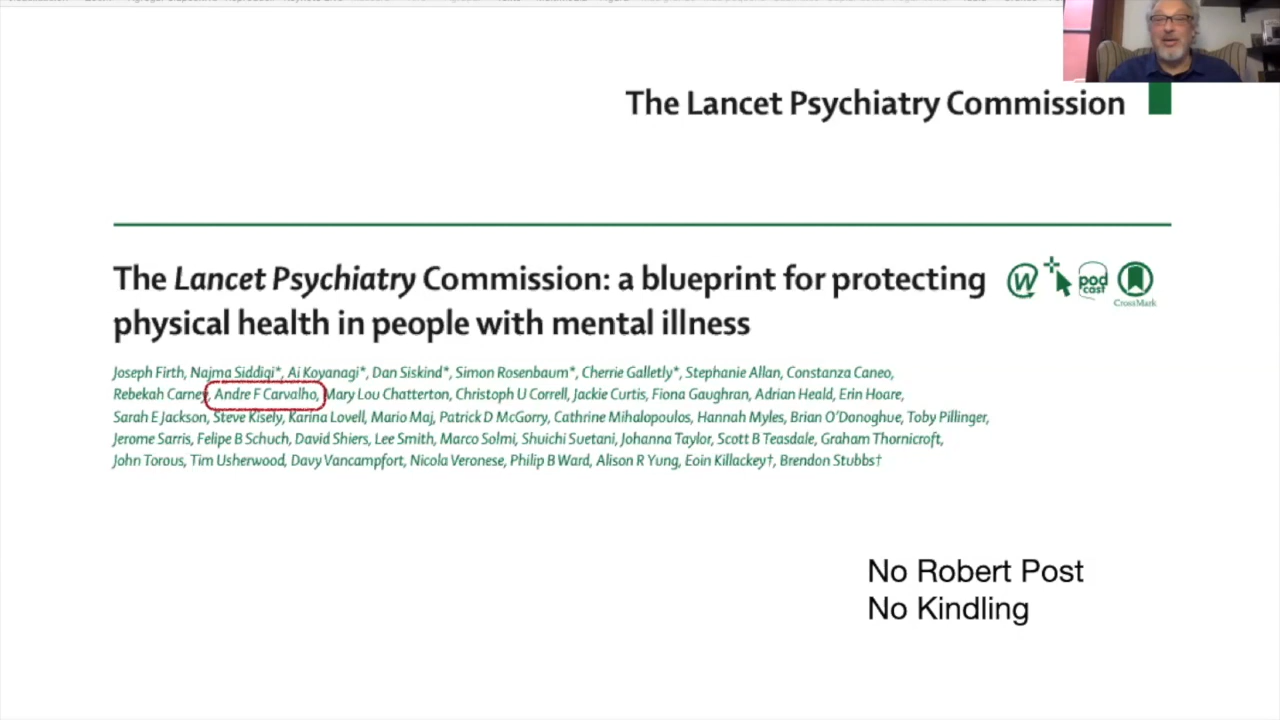 The Lancet Psychiatry Commission
The Lancet Psychiatry Commission: a blueprint for protecting
physical health in people with mental illness
pod
cast
W
CrossMark
Joseph Firth, Najma Siddiqi*, Ai Koyanagi*, Dan Siskind*, Simon Rosenbaum*, Cherrie Galletly*, Stephanie Allan, Constanza Caneo,
Rebekah Carney, Andre F Carvalho, Mary Lou Chatterton, Christoph U Correll, Jackie Curtis, Fiona Gaughran, Adrian Heald, Erin Hoare,
Sarah E Jackson, Steve Kisely, Karina Lovell, Mario Maj, Patrick D McGorry, Cathrine Mihalopoulos, Hannah Myles, Brian O'Donoghue, Toby Pillinger,
Jerome Sarris, Felipe B Schuch, David Shiers, Lee Smith, Marco Solmi, Shuichi Suetani, Johanna Taylor, Scott B Teasdale, Graham Thornicroft,
John Torous, Tim Usherwood, Davy Vancampfort, Nicola Veronese, Philip B Ward, Alison R Yung, Eoin Killackey†, Brendon Stubbs†
No Robert Post
No Kindling